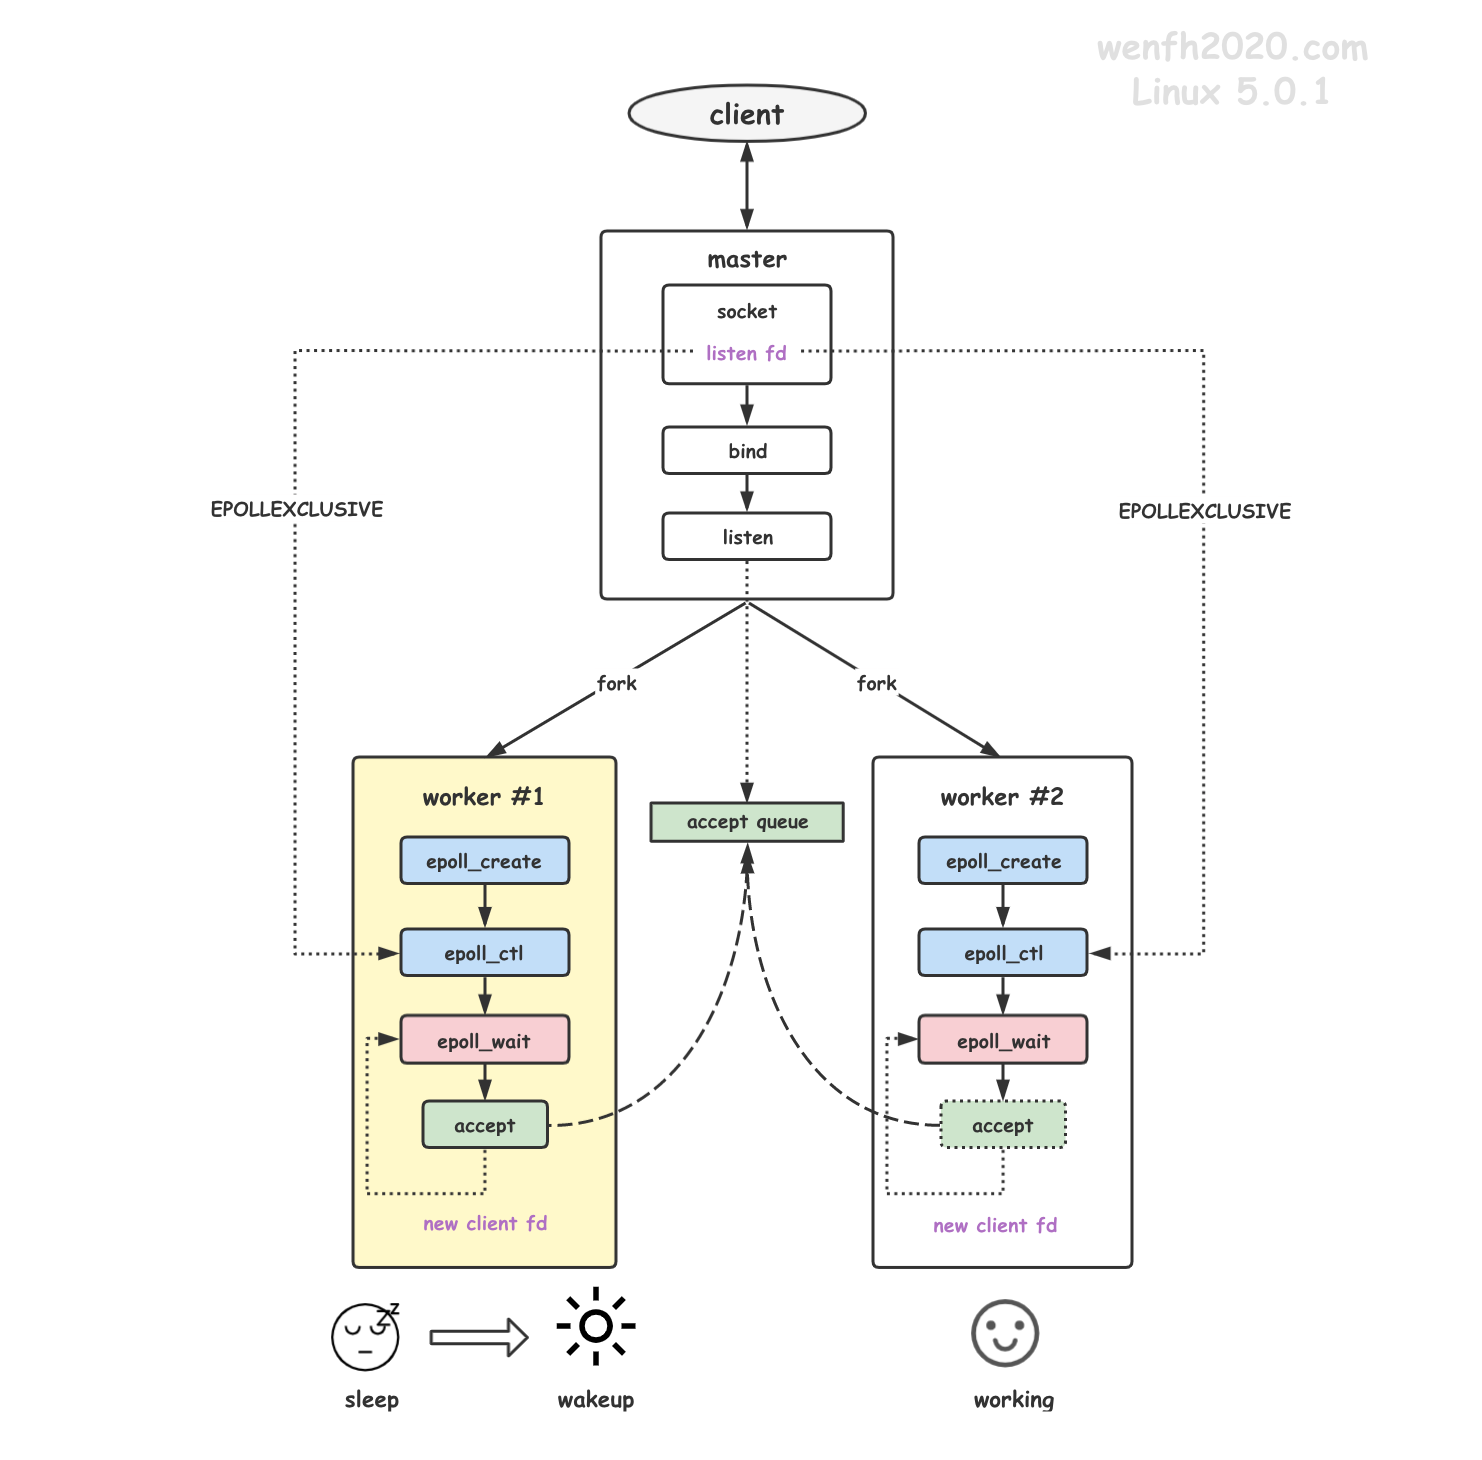 wenfh2020.com
Linux 5.0.1
client
master
socket
listen fd
bind
listen
EPOLLEXCLUSIVE
EPOLLEXCLUSIVE
fork
fork
worker #1
epoll_create
epoll_ctl
epoll_wait
accept
new client fd
accept queue
worker #2
epoll_create
epoll_ctl
epoll_wait
accept
new client fd
zz
sleep
wakeup
working